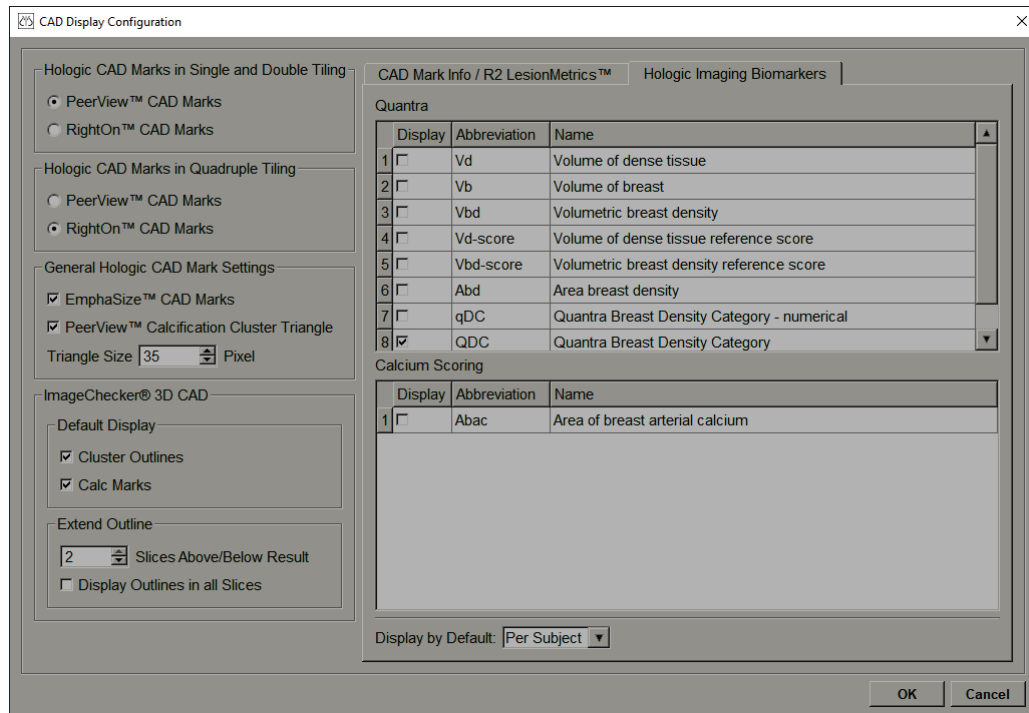 CAD Display Configuration
Hologic CAD Marks in Single and Double Tiling
PeerView™ CAD Marks
RightOn™ CAD Marks
Hologic CAD Marks in Quadruple Tiling
PeerView™ CAD Marks
RightOn™ CAD Marks
General Hologic CAD Mark Settings
EmphaSize™ CAD Marks
PeerView™ Calcification Cluster Triangle
Triangle Size 35 Pixel
ImageChecker® 3D CAD
Default Display
Cluster Outlines
Calc Marks
Extend Outline
2 Slices Above/Below Result
Display Outlines in all Slices
CAD Mark Info / R2 LesionMetrics™ Hologic Imaging Biomarkers
Quantra
Display Abbreviation Name
1 Vd Volume of dense tissue
2 Vb Volume of breast
3 Vbd Volumetric breast density
4 Vd-score Volume of dense tissue reference score
5 Vbd-score Volumetric breast density reference score
6 Abd Area breast density
7 qDC Quantra Breast Density Category - numerical
8 QDC Quantra Breast Density Category
Calcium Scoring
Display Abbreviation Name
1 Abac Area of breast arterial calcium
Display by Default: Per Subject
OK Cancel